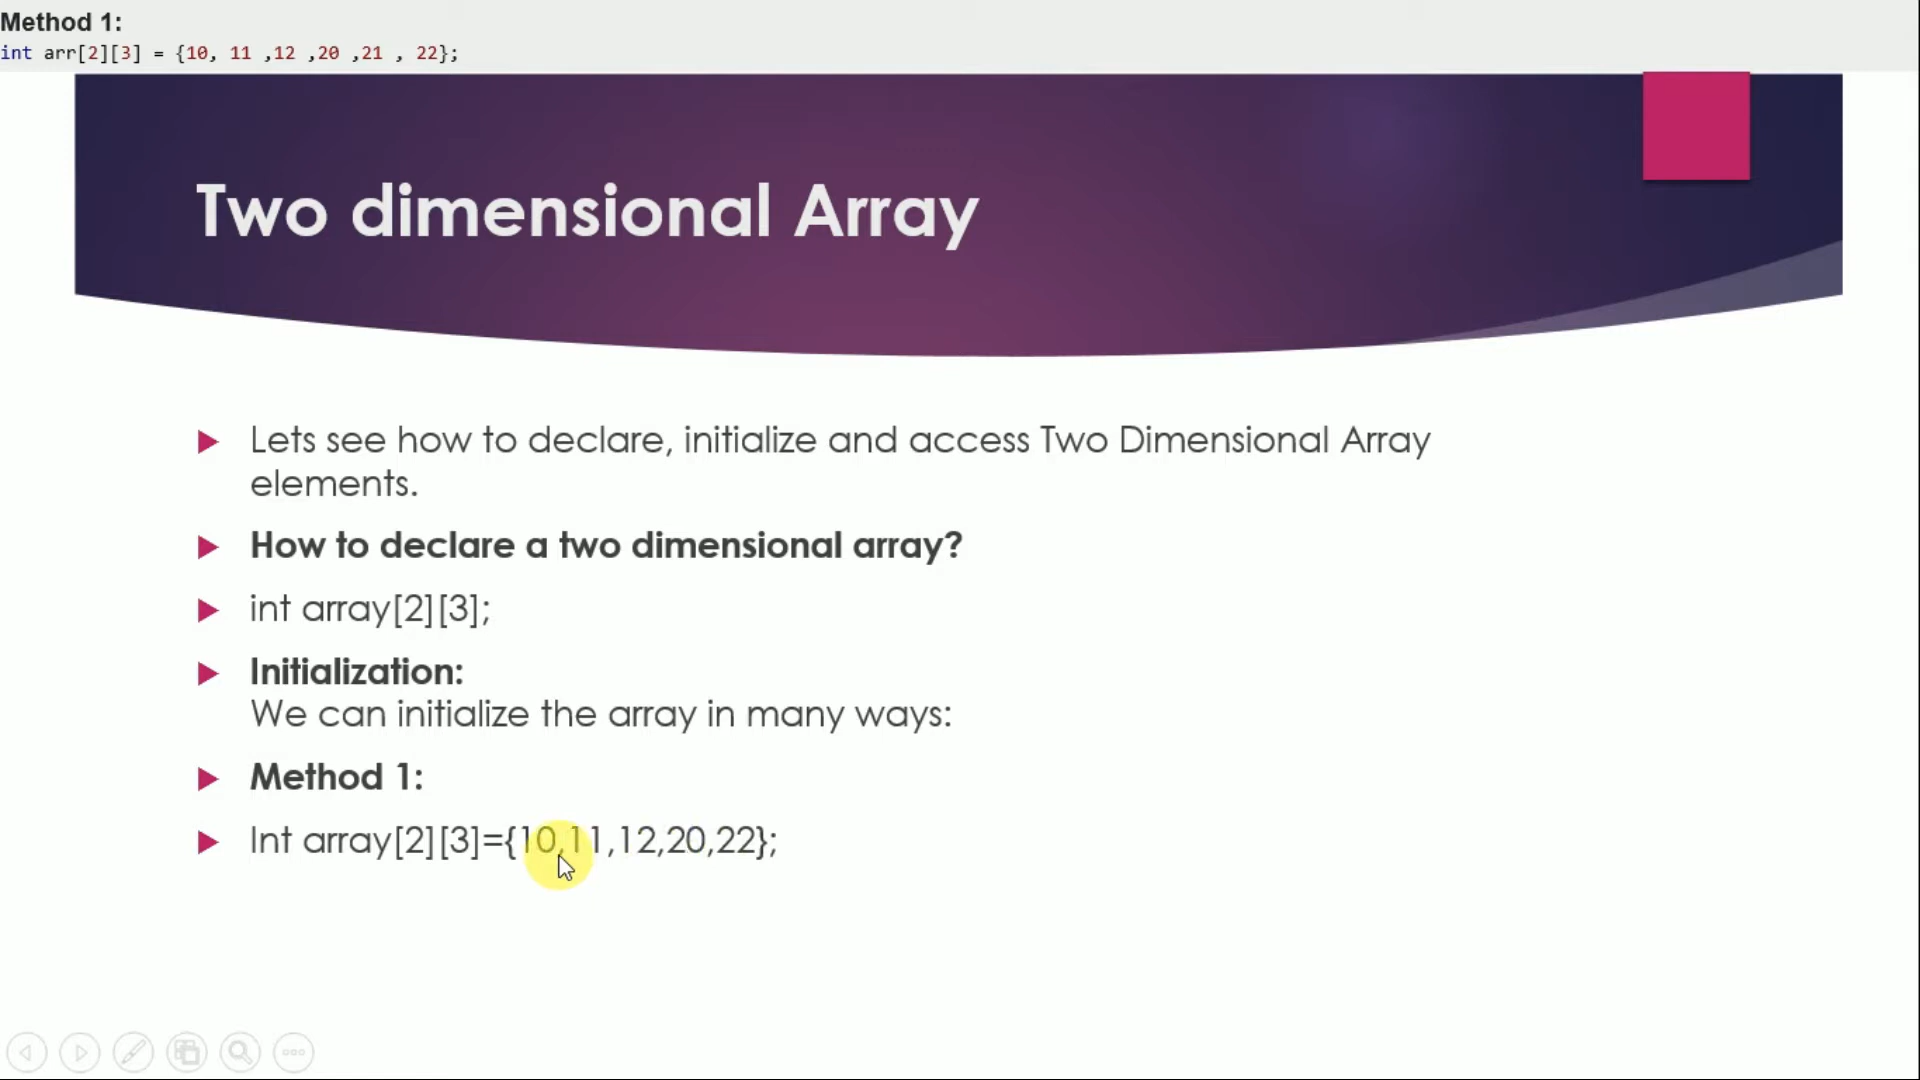 Method 1:
int arr[2][3] = {10, 11 ,12 ,20 ,21 , 22};
Two dimensional Array
Lets see how to declare, initialize and access Two Dimensional Array
elements.
How to declare a two dimensional array?
int array[2][3];
Initialization:
We can initialize the array in many ways:
Method 1:
Int array[2][3]={10,11,12,20,22};